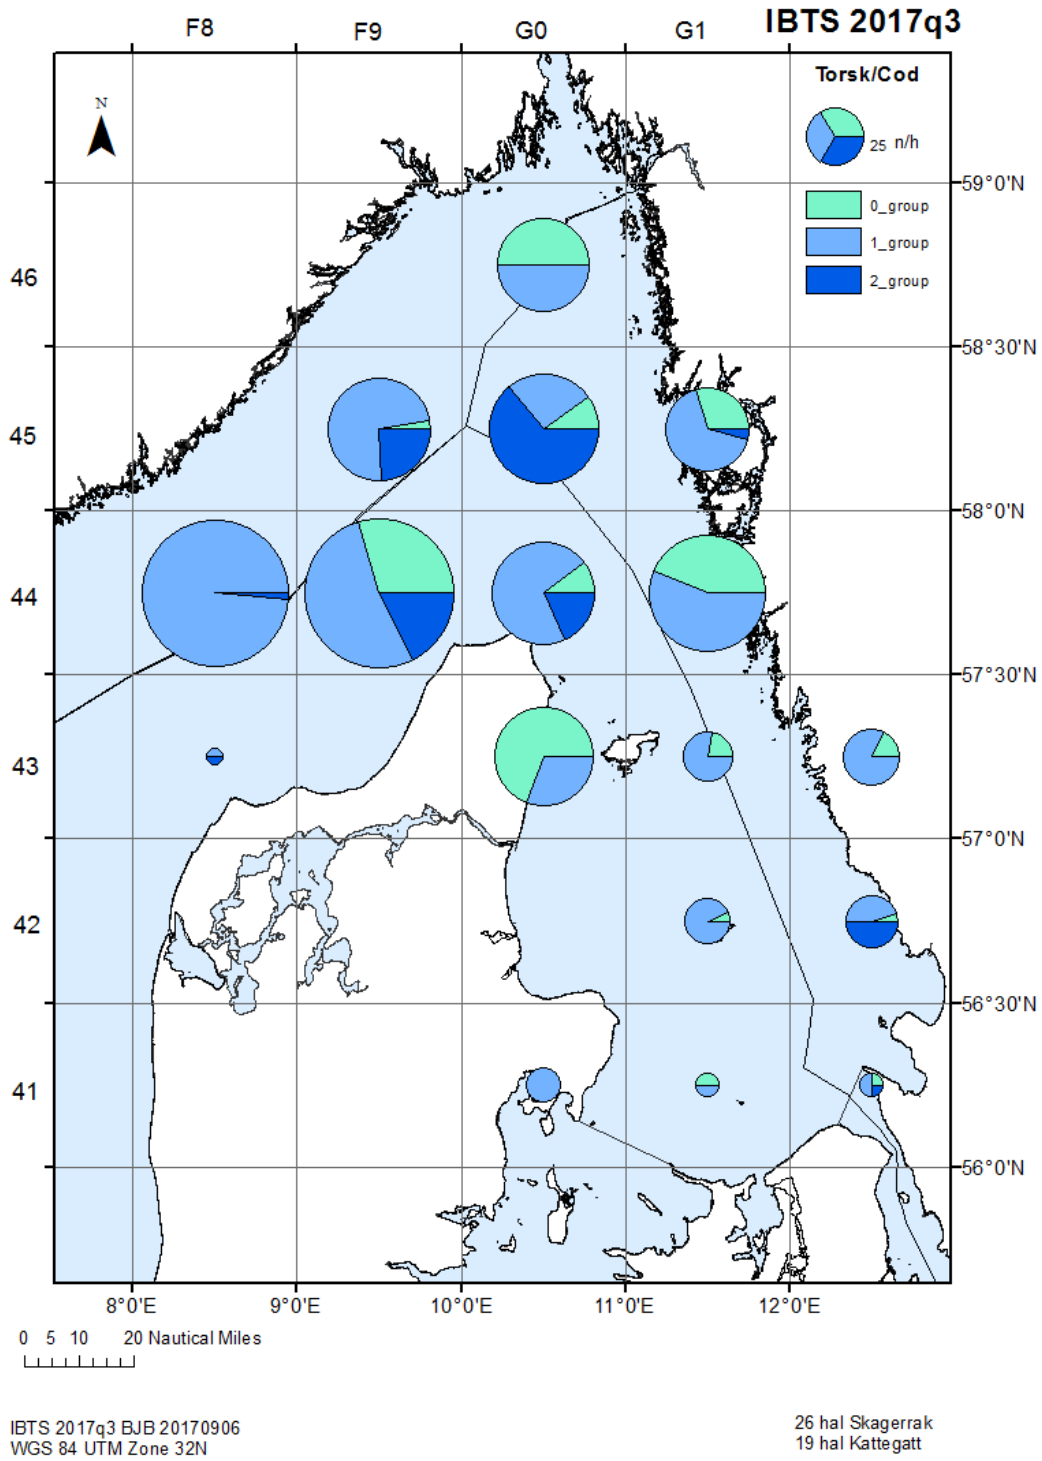 IBTS 2017q3
F8 F9 G0 G1
Torsk/Cod
N
25 n/h
0_group
1_group
2_group
59°0'N
46
58°30'N
45
58°0'N
44
57°30'N
43
57°0'N
42
56°30'N
41
56°0'N
8°0'E 9°0'E 10°0'E 11°0'E 12°0'E
0 5 10 20 Nautical Miles
IBTS 2017q3 BJB 20170906
WGS 84 UTM Zone 32N
26 hal Skagerrak
19 hal Kattegatt